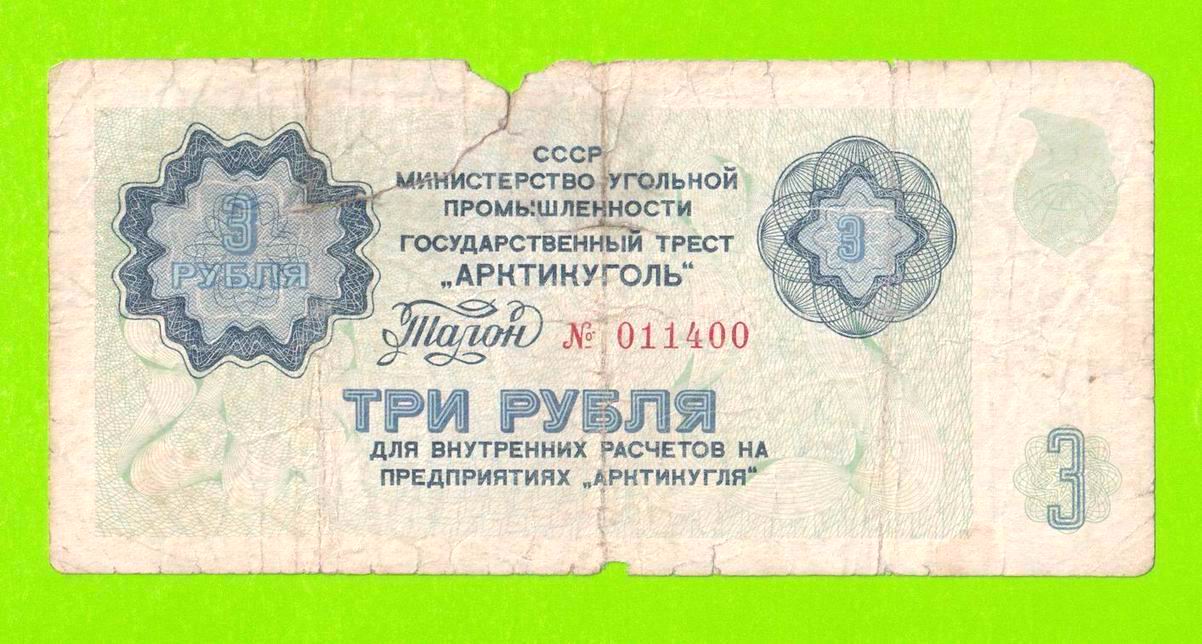 СССР
МИНИСТЕРСТВО УГОЛЬНОЙ
ПРОМЫШЛЕННОСТИ
ГОСУДАРСТВЕННЫЙ ТРЕСТ
„АРКТИКУГОЛЬ“
3
РУБЛЯ
3
Талон № 011400
ТРИ РУБЛЯ
ДЛЯ ВНУТРЕННИХ РАСЧЕТОВ НА
ПРЕДПРИЯТИЯХ „АРКТИКУГЛЯ“
3